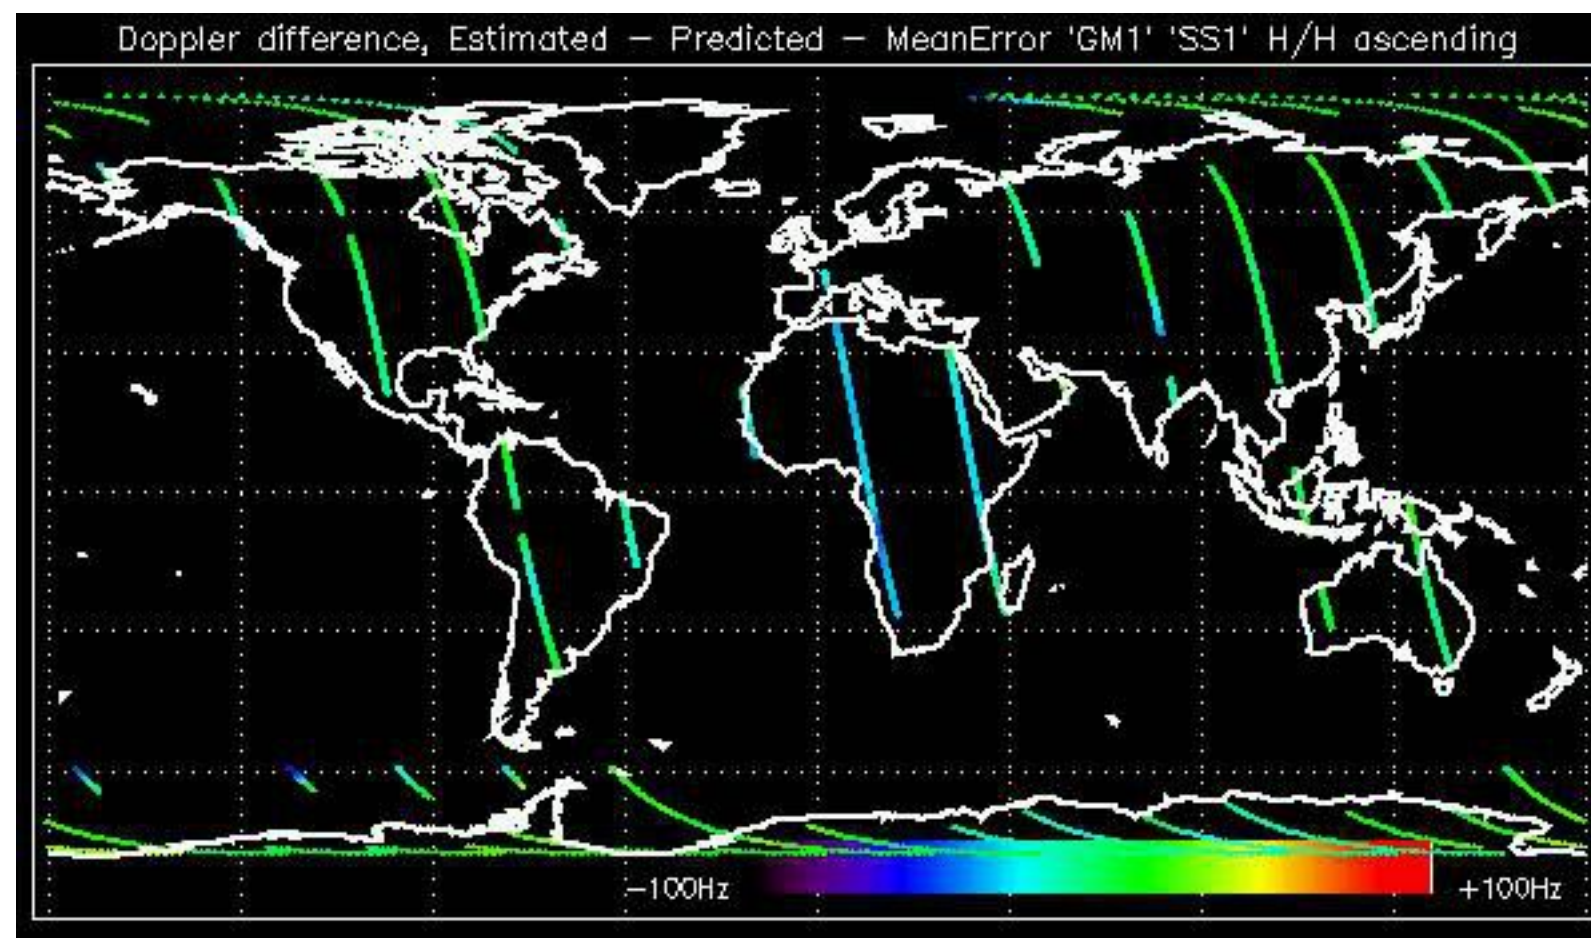 Doppler difference, Estimated – Predicted – MeanError 'GM1' 'SS1' H/H ascending
–100Hz
+100Hz